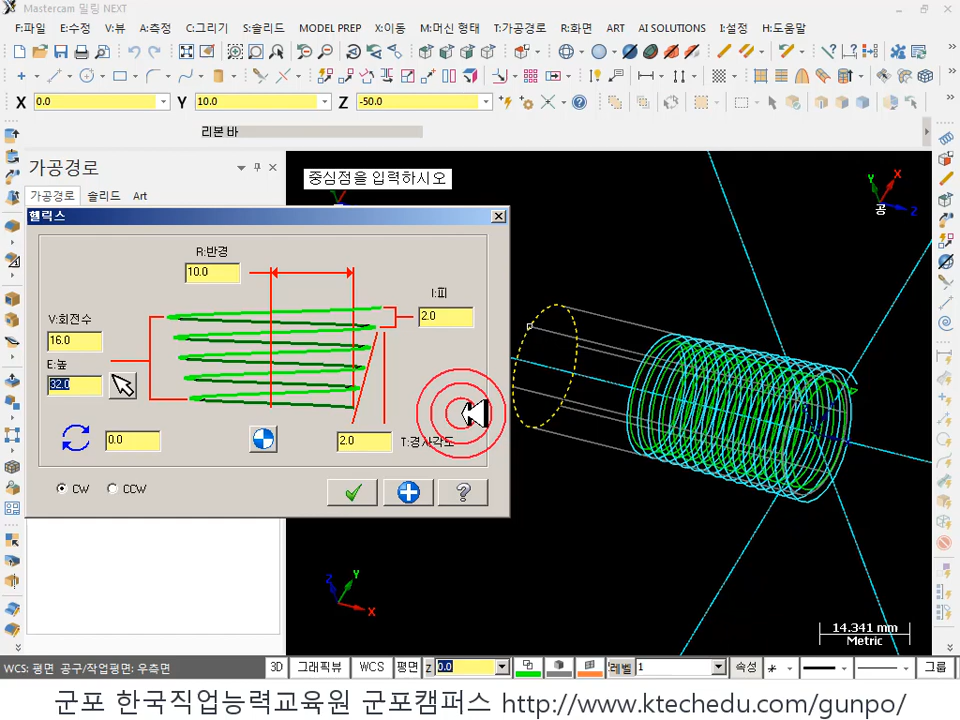 Mastercam 밀링 NEXT
F:파일 E:수정 V:뷰 A:측정 C:그리기 S:솔리드 MODEL PREP X:이동 M:머신 형태 T:가공경로 R:화면 ART AI SOLUTIONS I:설정 H:도움말
X 0.0 Y 10.0 Z -50.0
리본 바
가공경로
가공경로 솔리드 Art
중심점을 입력하시오
헬릭스
R:반경
10.0
I:피
2.0
V:회전수
16.0
E:높
32.0
0.0
2.0
T:경사각도
CW CCW
Y X Z
공
Z Y X
14.341 mm
Metric
WCS: 평면 공구/작업평면: 우측면 3D 그래픽뷰 WCS 평면 Z 0.0 레벨 1 속성 그룹
군포 한국직업능력교육원 군포캠퍼스 http://www.ktechedu.com/gunpo/